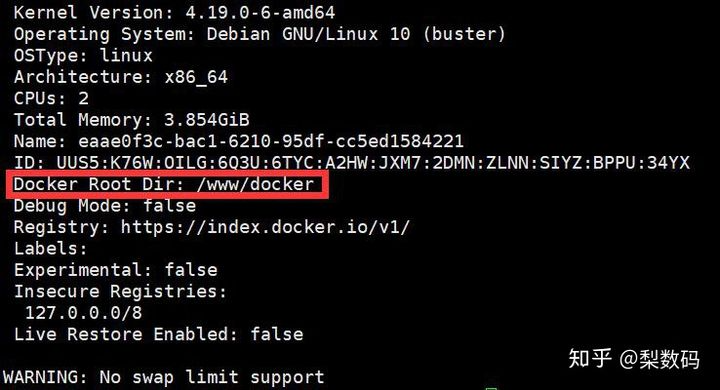 Kernel Version: 4.19.0-6-amd64
Operating System: Debian GNU/Linux 10 (buster)
OSType: linux
Architecture: x86_64
CPUs: 2
Total Memory: 3.854GiB
Name: eaae0f3c-bac1-6210-95df-cc5ed1584221
ID: UUS5:K76W:OILG:6Q3U:6TYC:A2HW:JXM7:2DMN:ZLNN:SIYZ:BPPU:34YX
Docker Root Dir: /www/docker
Debug Mode: false
Registry: https://index.docker.io/v1/
Labels:
Experimental: false
Insecure Registries:
127.0.0.0/8
Live Restore Enabled: false
WARNING: No swap limit support
知乎 @梨数码